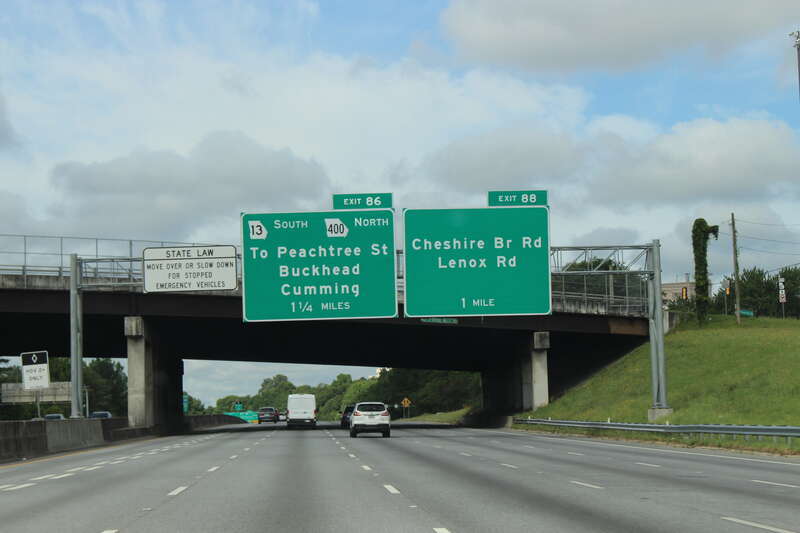 STATE LAW
MOVE OVER OR SLOW DOWN
FOR STOPPED
EMERGENCY VEHICLES
EXIT 86
13 SOUTH 400 NORTH
To Peachtree St
Buckhead
Cumming
1 1/4 MILES
EXIT 88
Cheshire Br Rd
Lenox Rd
1 MILE
HOV 2+
ONLY